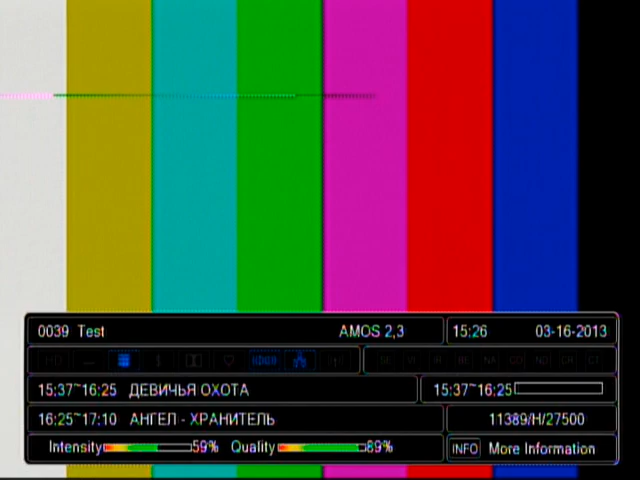 0039 Test AMOS 2,3 15:26 03-16-2013
15:37~16:25 ДЕВИЧЬЯ ОХОТА 15:37~16:25
16:25~17:10 АНГЕЛ - ХРАНИТЕЛЬ 11389/H/27500
Intensity 59% Quality 89% INFO More Information